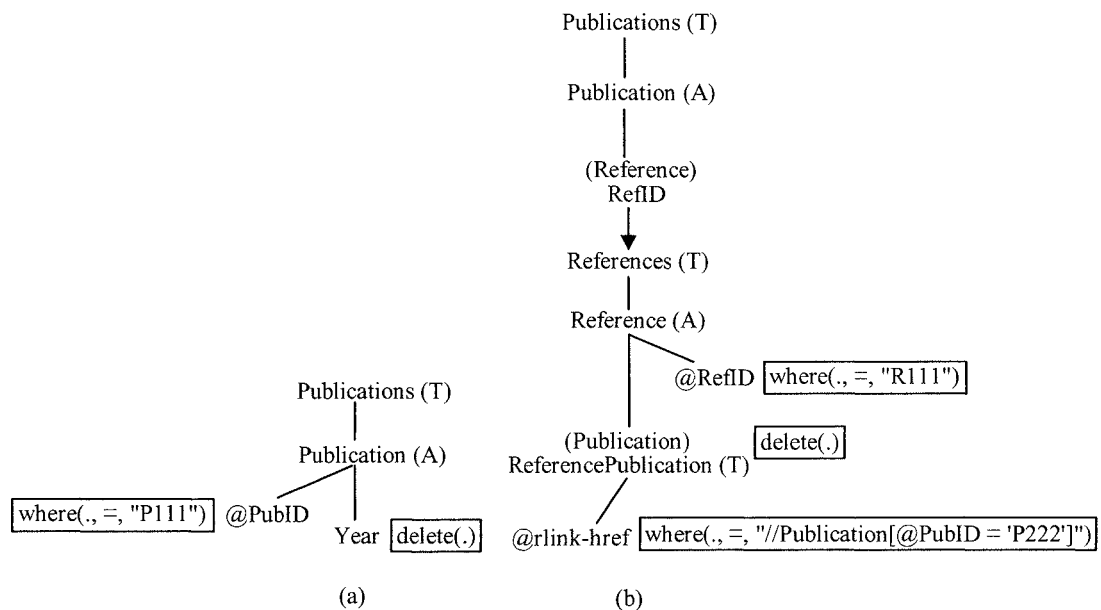 Publications (T)
Publication (A)
(Reference)
RefID
References (T)
Reference (A)
@RefID where(., =, "R111")
(Publication) delete(.)
ReferencePublication (T)
@rlink-href where(., =, "//Publication[@PubID = 'P222']")
Publications (T)
Publication (A)
where(., =, "P111") @PubID
Year delete(.)
(a) (b)